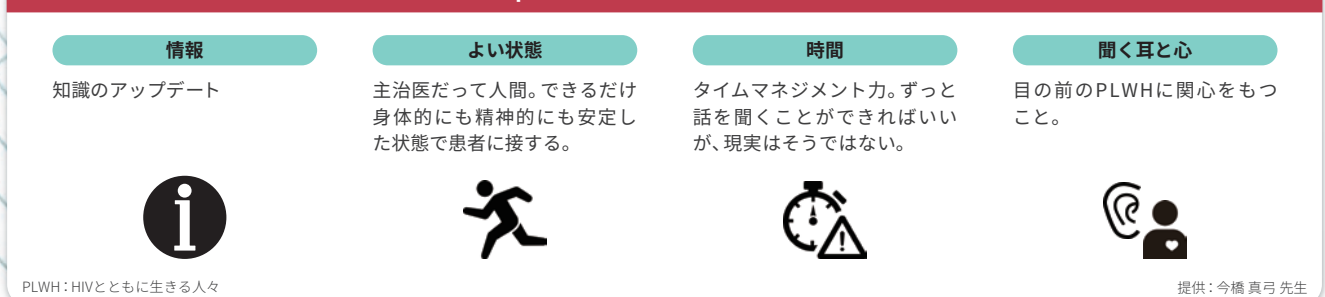 情報
知識のアップデート
よい状態
主治医だって人間。できるだけ
身体的にも精神的にも安定し
た状態で患者に接する。
時間
タイムマネジメント力。ずっと
話を聞くことができればいい
が、現実はそうではない。
聞く耳と心
目の前のPLWHに関心をもつ
こと。
PLWH：HIVとともに生きる人々
提供：今橋 真弓 先生